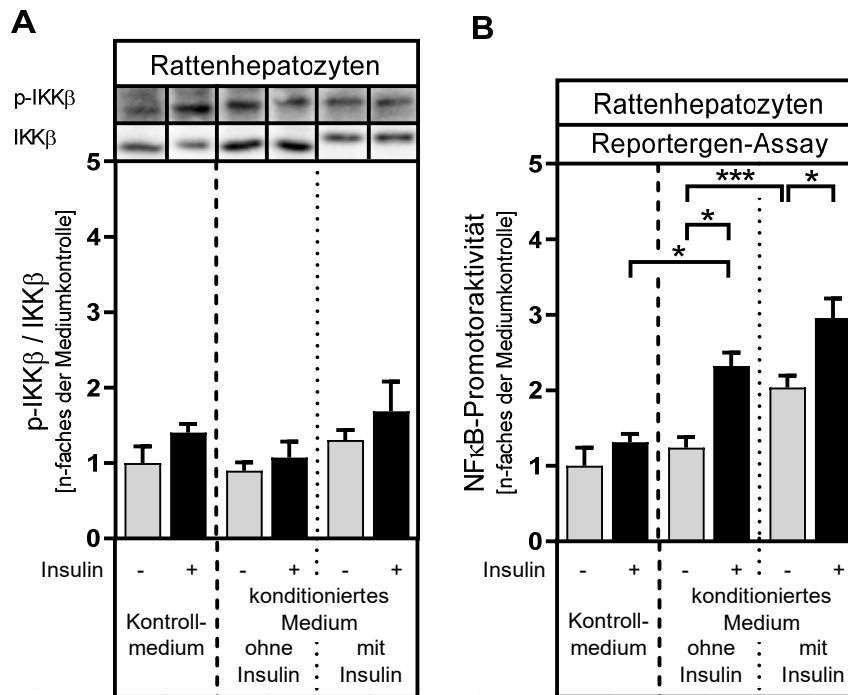 A
Rattenhepatozyten
p-IKKβ
IKKβ
p-IKKβ / IKKβ
[n-faches der Mediumkontrolle]
5
4
3
2
1
0
Insulin - + - + - +
Kontroll-
medium
konditioniertes
Medium
ohne
Insulin
mit
Insulin
B
Rattenhepatozyten
Reportergen-Assay
NFκB-Promotoraktivität
[n-faches der Mediumkontrolle]
5
4
3
2
1
0
*** *
*
*
Insulin - + - + - +
Kontroll-
medium
konditioniertes
Medium
ohne
Insulin
mit
Insulin